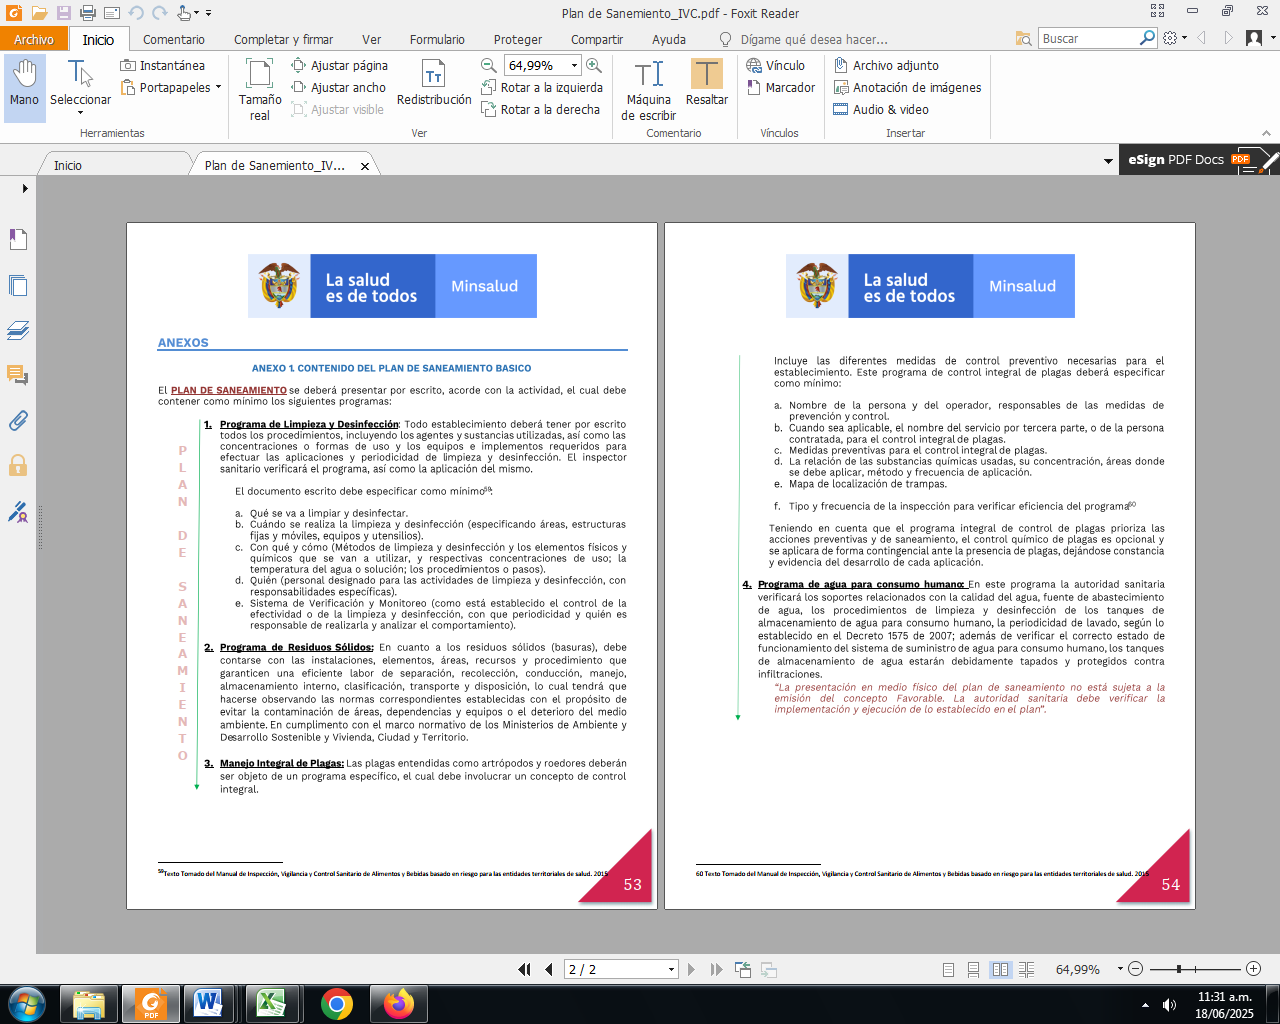 Plan de Sanemiento_IVC.pdf - Foxit Reader
Archivo
Inicio
Comentario
Completar y firmar
Ver
Formulario
Proteger
Compartir
Ayuda
Dígame qué desea hacer...
Buscar
Mano
Seleccionar
Instantánea
Portapapeles
Herramientas
Tamaño real
Ajustar página
Ajustar ancho
Ajustar visible
Redistribución
64,99%
Rotar a la izquierda
Rotar a la derecha
Ver
Máquina de escribir
Resaltar
Comentario
Vínculo
Marcador
Vínculos
Archivo adjunto
Anotación de imágenes
Audio & video
Insertar
Inicio
Plan de Sanemiento_IV...
eSign PDF Docs
PDF
La salud
es de todos
Minsalud
ANEXOS
ANEXO 1. CONTENIDO DEL PLAN DE SANEAMIENTO BASICO
El PLAN DE SANEAMIENTO se deberá presentar por escrito, acorde con la actividad, el cual debe
contener como mínimo los siguientes programas:
PLAN DE SANEAMIENTO
1. Programa de Limpieza y Desinfección: Todo establecimiento deberá tener por escrito
todos los procedimientos, incluyendo los agentes y sustancias utilizadas, así como las
concentraciones o formas de uso y los equipos e implementos requeridos para
efectuar las aplicaciones y periodicidad de limpieza y desinfección. El inspector
sanitario verificará el programa, así como la aplicación del mismo.
El documento escrito debe especificar como mínimo59:
a. Qué se va a limpiar y desinfectar.
b. Cuándo se realiza la limpieza y desinfección (especificando áreas, estructuras
fijas y móviles, equipos y utensilios).
c. Con qué y cómo (Métodos de limpieza y desinfección y los elementos físicos y
químicos que se van a utilizar, y respectivas concentraciones de uso; la
temperatura del agua o solución; los procedimientos o pasos).
d. Quién (personal designado para las actividades de limpieza y desinfección, con
responsabilidades específicas).
e. Sistema de Verificación y Monitoreo (como está establecido el control de la
efectividad o de la limpieza y desinfección, con que periodicidad y quién es
responsable de realizarla y analizar el comportamiento).
2. Programa de Residuos Sólidos: En cuanto a los residuos sólidos (basuras), debe
contarse con las instalaciones, elementos, áreas, recursos y procedimiento que
garanticen una eficiente labor de separación, recolección, conducción, manejo,
almacenamiento interno, clasificación, transporte y disposición, lo cual tendrá que
hacerse observando las normas correspondientes establecidas con el propósito de
evitar la contaminación de áreas, dependencias y equipos o el deterioro del medio
ambiente. En cumplimento con el marco normativo de los Ministerios de Ambiente y
Desarrollo Sostenible y Vivienda, Ciudad y Territorio.
3. Manejo Integral de Plagas: Las plagas entendidas como artrópodos y roedores deberán
ser objeto de un programa específico, el cual debe involucrar un concepto de control
integral.
59Texto Tomado del Manual de Inspección, Vigilancia y Control Sanitario de Alimentos y Bebidas basado en riesgo para las entidades territoriales de salud. 2015
53
La salud
es de todos
Minsalud
Incluye las diferentes medidas de control preventivo necesarias para el
establecimiento. Este programa de control integral de plagas deberá especificar
como mínimo:
a. Nombre de la persona y del operador, responsables de las medidas de
prevención y control.
b. Cuando sea aplicable, el nombre del servicio por tercera parte, o de la persona
contratada, para el control integral de plagas.
c. Medidas preventivas para el control integral de plagas.
d. La relación de las substancias químicas usadas, su concentración, áreas donde
se debe aplicar, método y frecuencia de aplicación.
e. Mapa de localización de trampas.
f. Tipo y frecuencia de la inspección para verificar eficiencia del programa60
Teniendo en cuenta que el programa integral de control de plagas prioriza las
acciones preventivas y de saneamiento, el control químico de plagas es opcional y
se aplicara de forma contingencial ante la presencia de plagas, dejándose constancia
y evidencia del desarrollo de cada aplicación.
4. Programa de agua para consumo humano: En este programa la autoridad sanitaria
verificará los soportes relacionados con la calidad del agua, fuente de abastecimiento
de agua, los procedimientos de limpieza y desinfección de los tanques de
almacenamiento de agua para consumo humano, la periodicidad de lavado, según lo
establecido en el Decreto 1575 de 2007; además de verificar el correcto estado de
funcionamiento del sistema de suministro de agua para consumo humano, los tanques
de almacenamiento de agua estarán debidamente tapados y protegidos contra
infiltraciones.
“La presentación en medio físico del plan de saneamiento no está sujeta a la
emisión del concepto Favorable. La autoridad sanitaria debe verificar la
implementación y ejecución de lo establecido en el plan”.
60 Texto Tomado del Manual de Inspección, Vigilancia y Control Sanitario de Alimentos y Bebidas basado en riesgo para las entidades territoriales de salud. 2015
54
2 / 2
64,99%
11:31 a.m.
18/06/2025